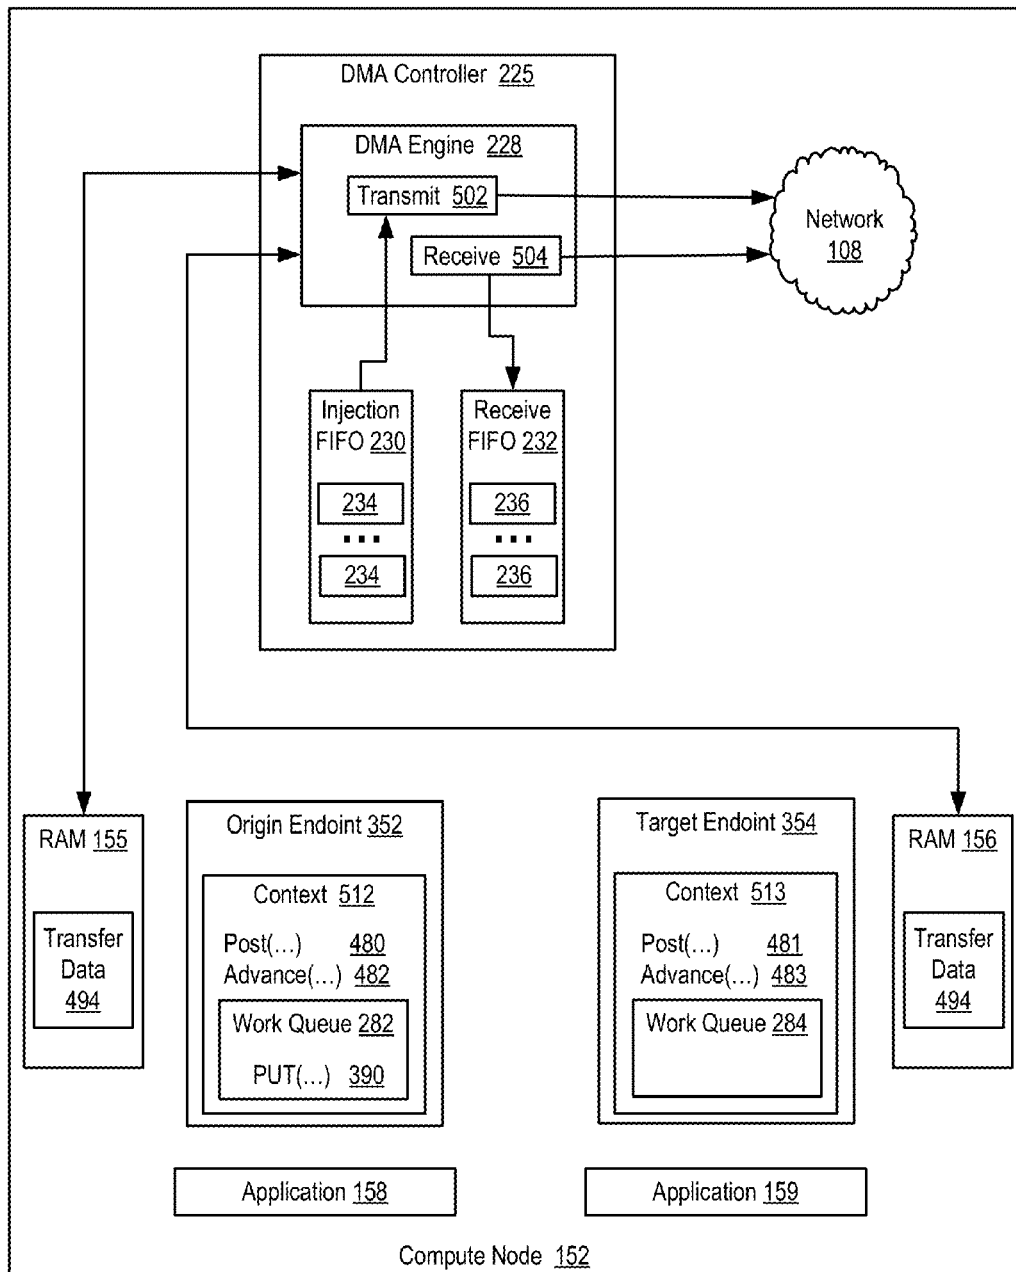 DMA Controller 225
DMA Engine 228
Transmit 502
Receive 504
Network
108
Injection
FIFO 230
234
...
234
Receive
FIFO 232
236
...
236
RAM 155
Transfer
Data
494
Origin Endoint 352
Context 512
Post(...) 480
Advance(...) 482
Work Queue 282
PUT(...) 390
Target Endoint 354
Context 513
Post(...) 481
Advance(...) 483
Work Queue 284
RAM 156
Transfer
Data
494
Application 158
Application 159
Compute Node 152